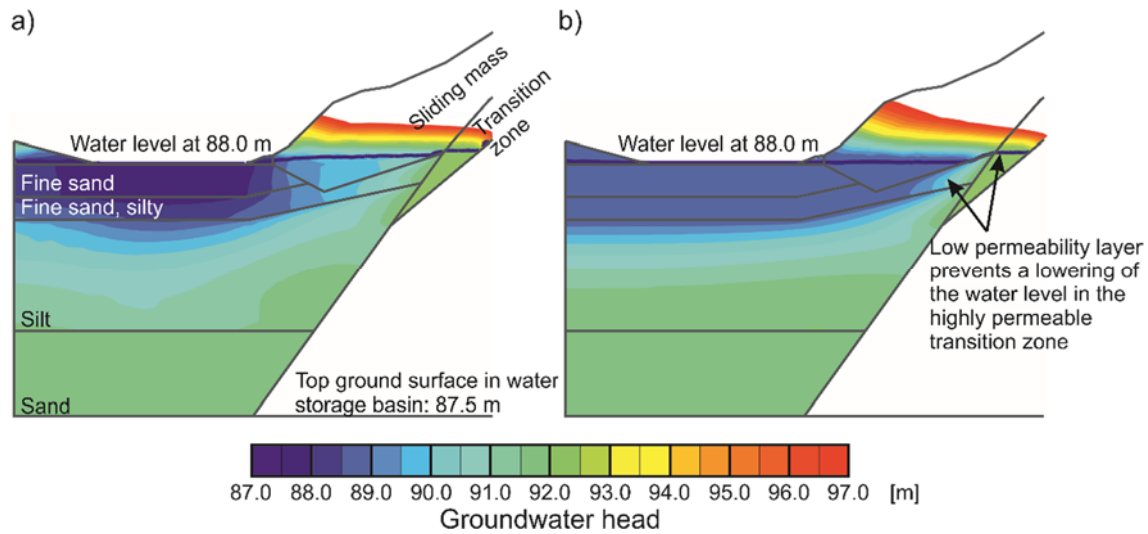 a)
Water level at 88.0 m
Sliding mass
Transition
zone
Fine sand
Fine sand, silty
Silt
Sand
Top ground surface in water
storage basin: 87.5 m
b)
Water level at 88.0 m
Low permeability layer
prevents a lowering of
the water level in the
highly permeable
transition zone
87.0 88.0 89.0 90.0 91.0 92.0 93.0 94.0 95.0 96.0 97.0 [m]
Groundwater head